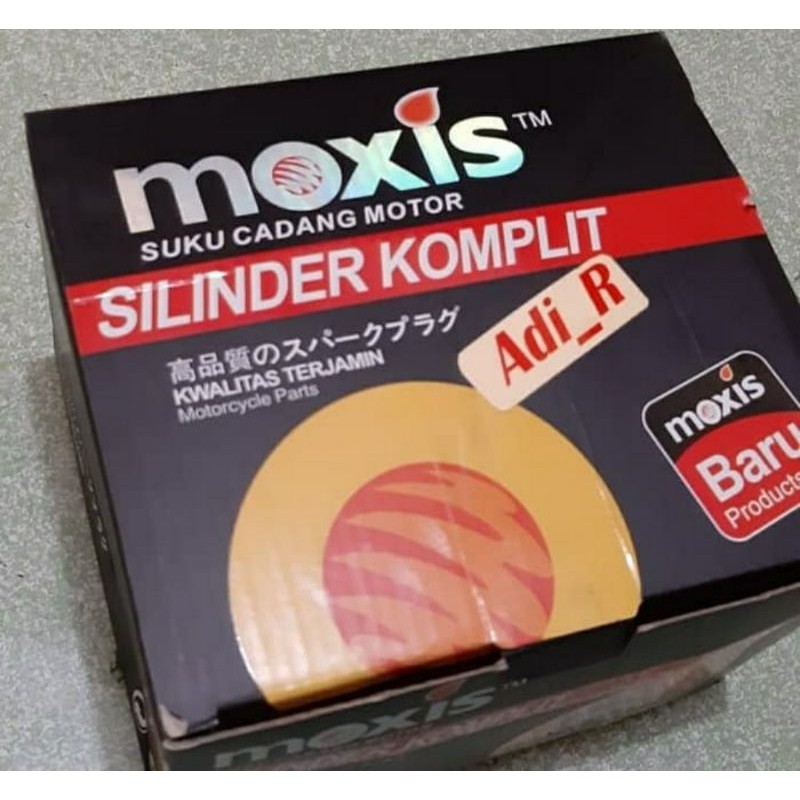 moxis™
SUKU CADANG MOTOR
SILINDER KOMPLIT
高品質のスパークプラグ
KWALITAS TERJAMIN
Motorcycle Parts
Adi_R
moxis
Baru
Products
moxis™